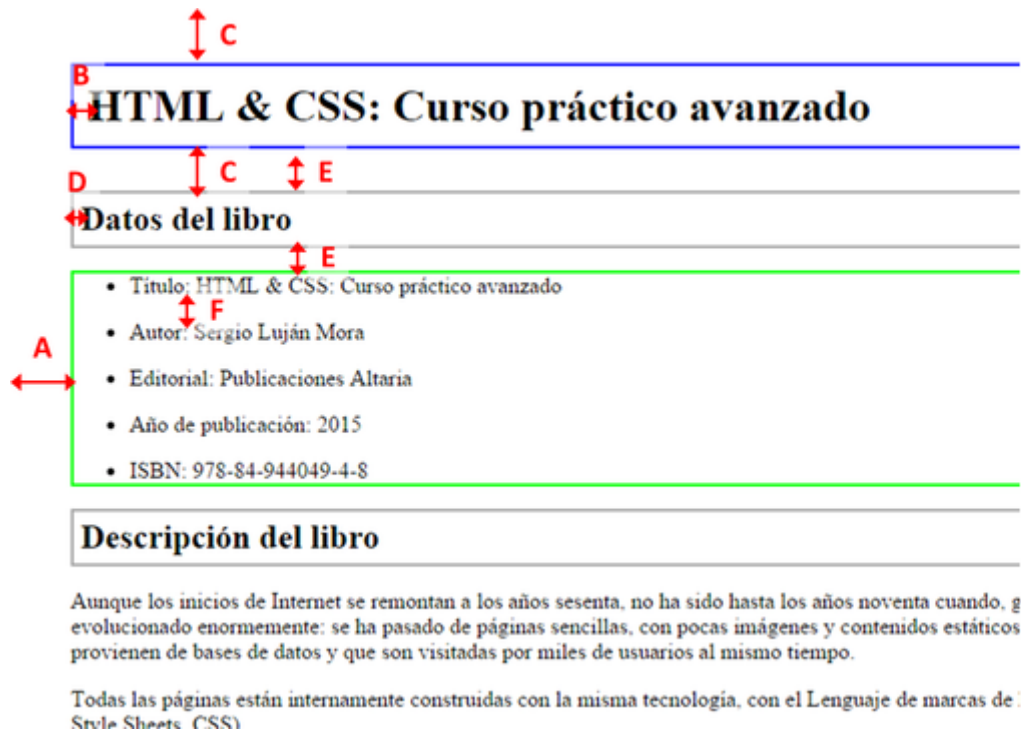 C
B
HTML & CSS: Curso práctico avanzado
C E
D
Datos del libro
E
• Título: HTML & CSS: Curso práctico avanzado
F
• Autor: Sergio Luján Mora
A
• Editorial: Publicaciones Altaria
• Año de publicación: 2015
• ISBN: 978-84-944049-4-8
Descripción del libro
Aunque los inicios de Internet se remontan a los años sesenta, no ha sido hasta los años noventa cuando, g
evolucionado enormemente: se ha pasado de páginas sencillas, con pocas imágenes y contenidos estáticos
provienen de bases de datos y que son visitadas por miles de usuarios al mismo tiempo.
Todas las páginas están internamente construidas con la misma tecnología, con el Lenguaje de marcas de
Style Sheets, CSS)